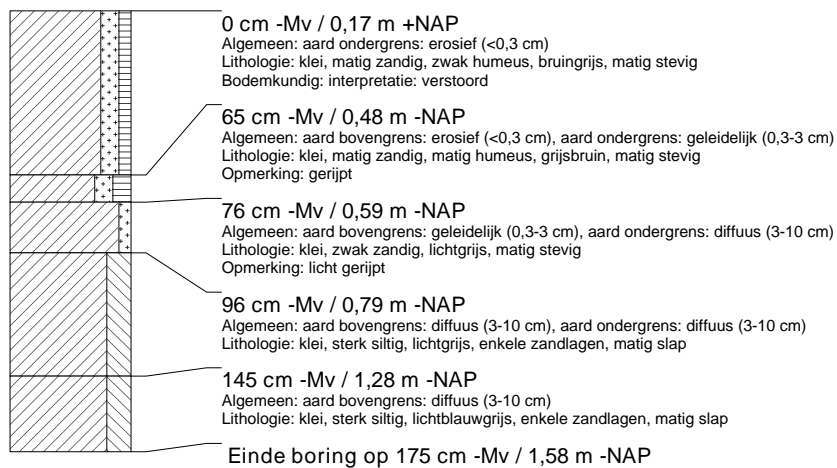 0 cm -Mv / 0,17 m +NAP
Algemeen: aard ondergrens: erosief (<0,3 cm)
Lithologie: klei, matig zandig, zwak humeus, bruingrijs, matig stevig
Bodemkundig: interpretatie: verstoord
65 cm -Mv / 0,48 m -NAP
Algemeen: aard bovengrens: erosief (<0,3 cm), aard ondergrens: geleidelijk (0,3-3 cm)
Lithologie: klei, matig zandig, matig humeus, grijsbruin, matig stevig
Opmerking: gerijpt
76 cm -Mv / 0,59 m -NAP
Algemeen: aard bovengrens: geleidelijk (0,3-3 cm), aard ondergrens: diffuus (3-10 cm)
Lithologie: klei, zwak zandig, lichtgrijs, matig stevig
Opmerking: licht gerijpt
96 cm -Mv / 0,79 m -NAP
Algemeen: aard bovengrens: diffuus (3-10 cm), aard ondergrens: diffuus (3-10 cm)
Lithologie: klei, sterk siltig, lichtgrijs, enkele zandlagen, matig slap
145 cm -Mv / 1,28 m -NAP
Algemeen: aard bovengrens: diffuus (3-10 cm)
Lithologie: klei, sterk siltig, lichtblauwgrijs, enkele zandlagen, matig slap
Einde boring op 175 cm -Mv / 1,58 m -NAP